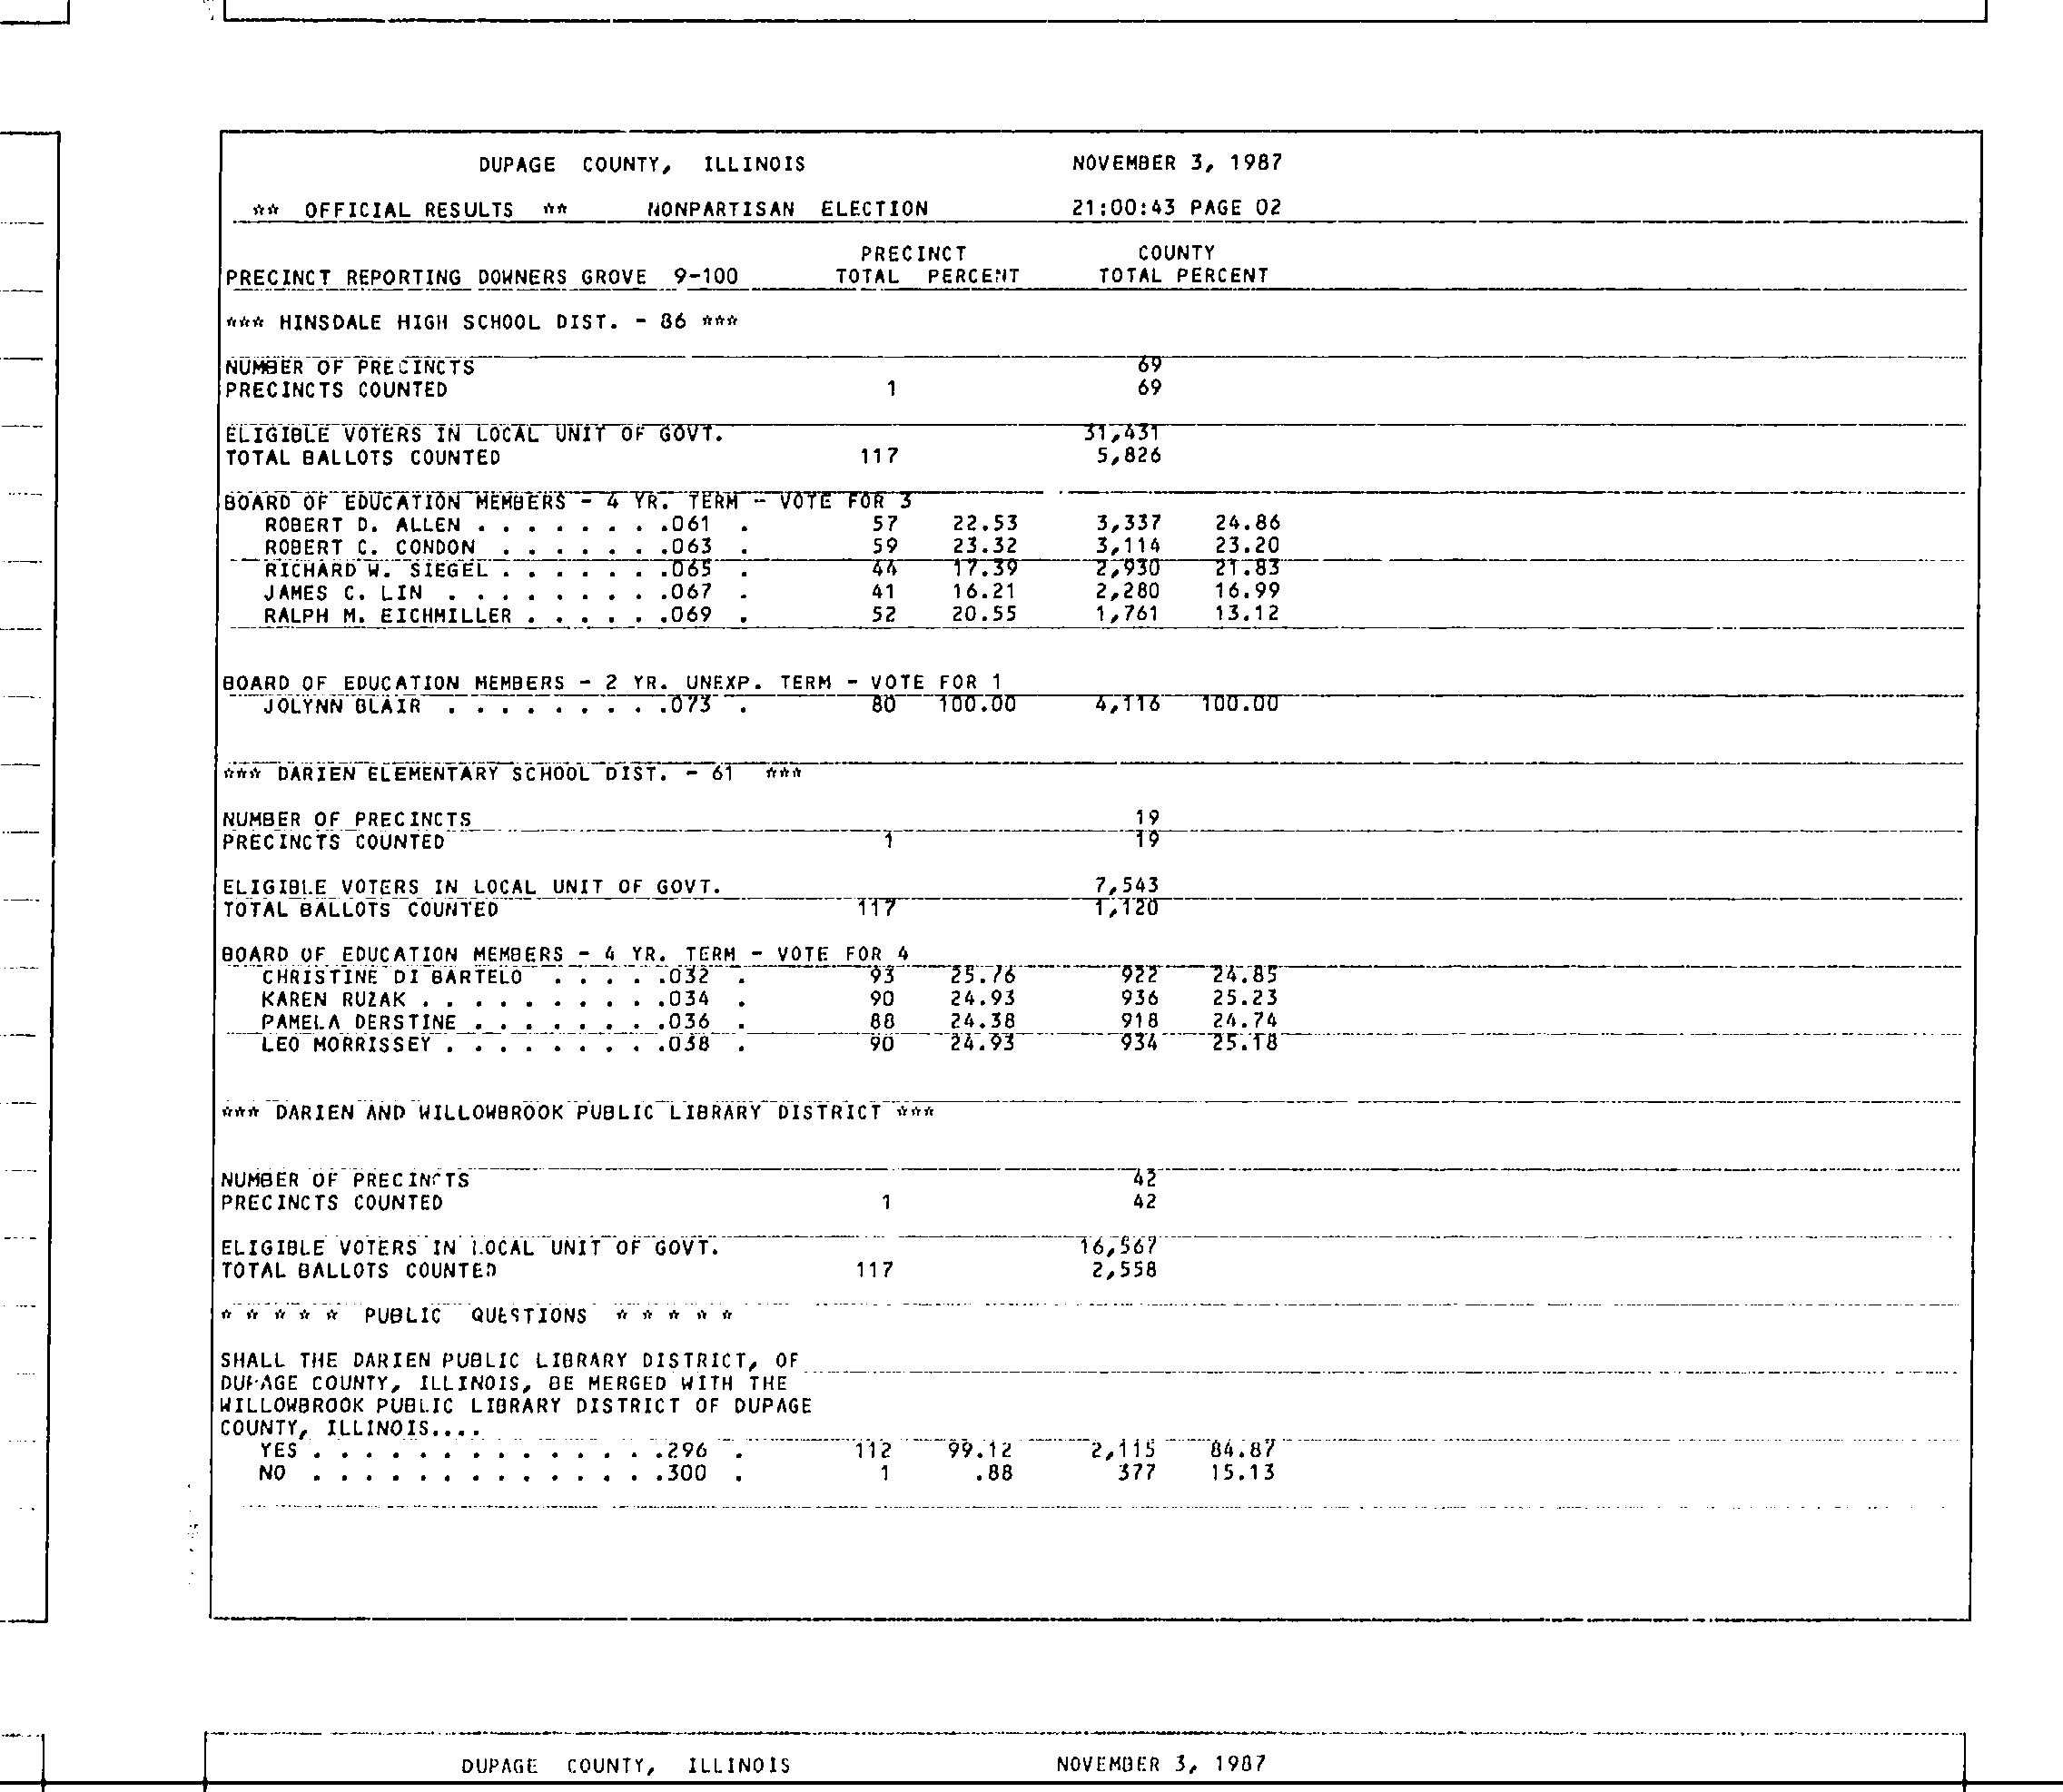 DUPAGE COUNTY, ILLINOIS NOVEMBER 3, 1987
** OFFICIAL RESULTS ** NONPARTISAN ELECTION 21:00:43 PAGE 02
PRECINCT COUNTY
PRECINCT REPORTING DOWNERS GROVE 9-100 TOTAL PERCENT TOTAL PERCENT
*** HINSDALE HIGH SCHOOL DIST. - 86 ***
NUMBER OF PRECINCTS 69
PRECINCTS COUNTED 1 69
ELIGIBLE VOTERS IN LOCAL UNIT OF GOVT. 31,431
TOTAL BALLOTS COUNTED 117 5,826
BOARD OF EDUCATION MEMBERS - 4 YR. TERM - VOTE FOR 3
ROBERT D. ALLEN . . . . . . . .061 . 57 22.53 3,337 24.86
ROBERT C. CONDON . . . . . . .063 . 59 23.32 3,114 23.20
RICHARD W. SIEGEL . . . . . . .065 . 44 17.39 2,930 21.83
JAMES C. LIN . . . . . . . . .067 . 41 16.21 2,280 16.99
RALPH M. EICHMILLER . . . . . .069 . 52 20.55 1,761 13.12
BOARD OF EDUCATION MEMBERS - 2 YR. UNEXP. TERM - VOTE FOR 1
JOLYNN BLAIR . . . . . . . . .073 . 80 100.00 4,116 100.00
*** DARIEN ELEMENTARY SCHOOL DIST. - 61 ***
NUMBER OF PRECINCTS 19
PRECINCTS COUNTED 1 19
ELIGIBLE VOTERS IN LOCAL UNIT OF GOVT. 7,543
TOTAL BALLOTS COUNTED 117 1,120
BOARD OF EDUCATION MEMBERS - 4 YR. TERM - VOTE FOR 4
CHRISTINE DI BARTELO . . . . .032 . 93 25.76 922 24.85
KAREN RUZAK . . . . . . . . . .034 . 90 24.93 936 25.23
PAMELA DERSTINE . . . . . . . .036 . 88 24.38 918 24.74
LEO MORRISSEY . . . . . . . . .038 . 90 24.93 934 25.18
*** DARIEN AND WILLOWBROOK PUBLIC LIBRARY DISTRICT ***
NUMBER OF PRECINCTS 42
PRECINCTS COUNTED 1 42
ELIGIBLE VOTERS IN LOCAL UNIT OF GOVT. 16,567
TOTAL BALLOTS COUNTED 117 2,558
* * * * * PUBLIC QUESTIONS * * * * *
SHALL THE DARIEN PUBLIC LIBRARY DISTRICT, OF
DUPAGE COUNTY, ILLINOIS, BE MERGED WITH THE
WILLOWBROOK PUBLIC LIBRARY DISTRICT OF DUPAGE
COUNTY, ILLINOIS....
YES . . . . . . . . . . . . . .296 . 112 99.12 2,115 84.87
NO . . . . . . . . . . . . . .300 . 1 .88 377 15.13
DUPAGE COUNTY, ILLINOIS NOVEMBER 3, 1987